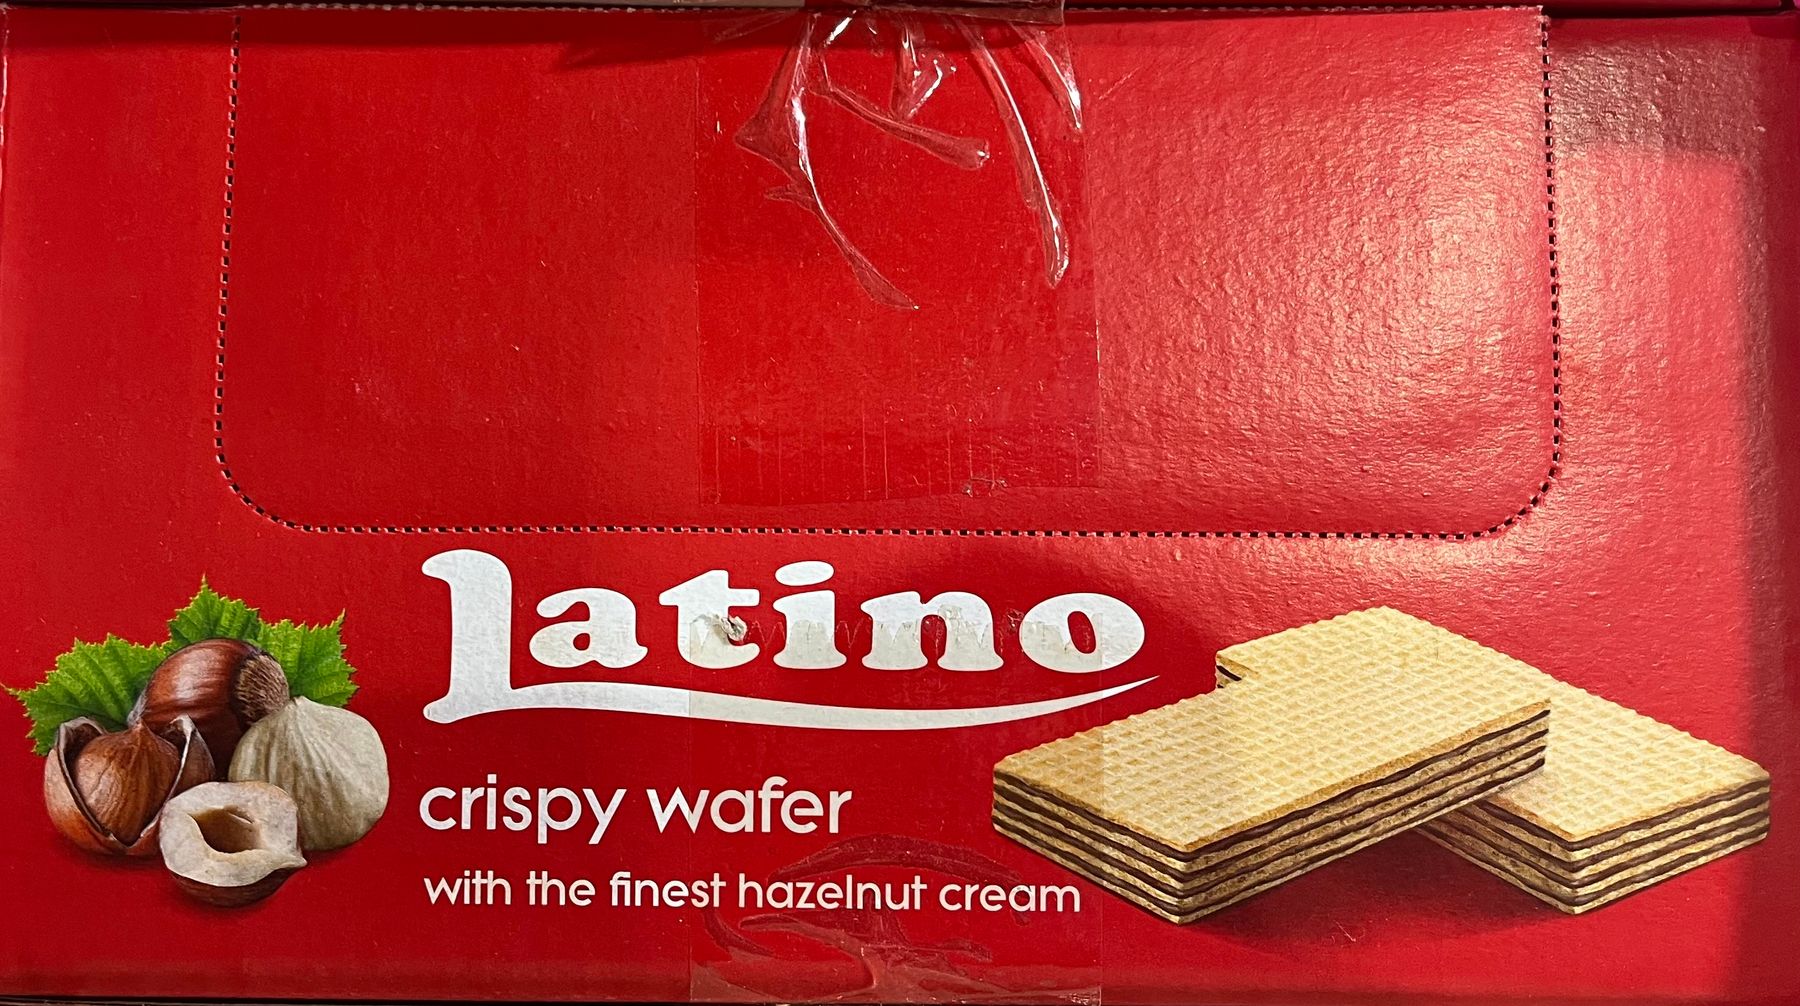 Latino
crispy wafer
with the finest hazelnut cream